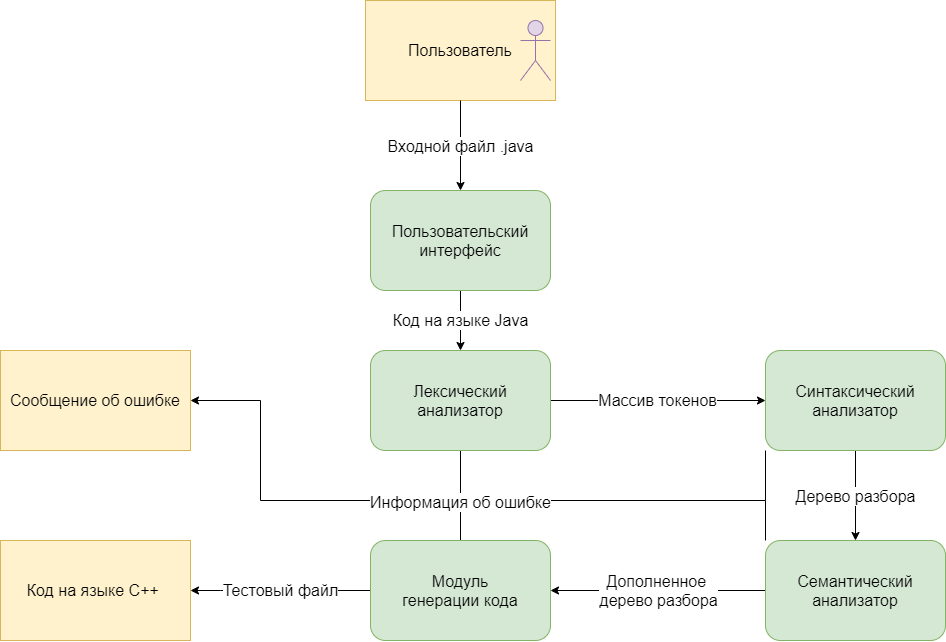 Пользователь
Входной файл .java
Пользовательский
интерфейс
Код на языке Java
Сообщение об ошибке
Лексический
анализатор
Массив токенов
Синтаксический
анализатор
Информация об ошибке
Дерево разбора
Код на языке C++
Тестовый файл
Модуль
генерации кода
Дополненное
дерево разбора
Семантический
анализатор